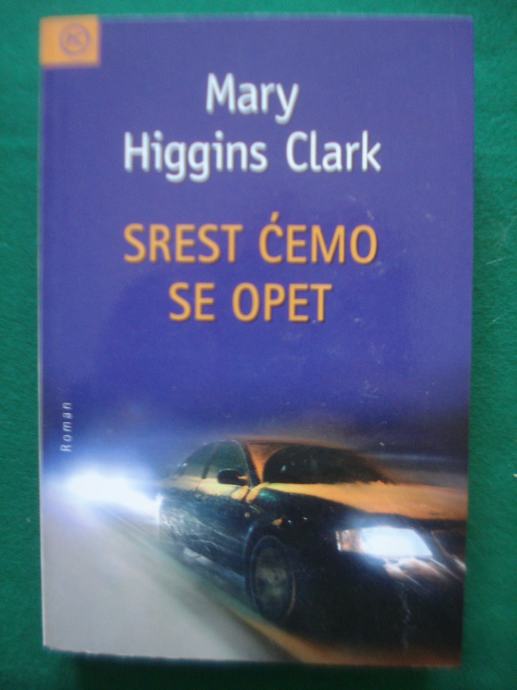 Mary
Higgins Clark
SREST ĆEMO
SE OPET
Roman